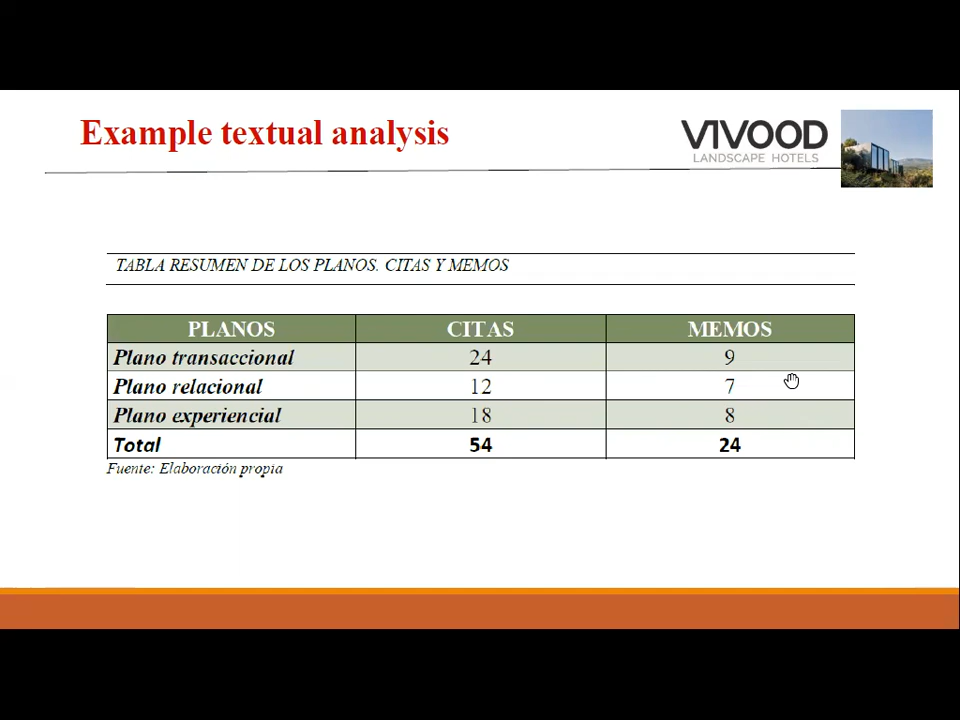 Example textual analysis
VIVOOD
LANDSCAPE HOTELS
TABLA RESUMEN DE LOS PLANOS. CITAS Y MEMOS
PLANOS CITAS MEMOS
Plano transaccional 24 9
Plano relacional 12 7
Plano experiencial 18 8
Total 54 24
Fuente: Elaboración propia